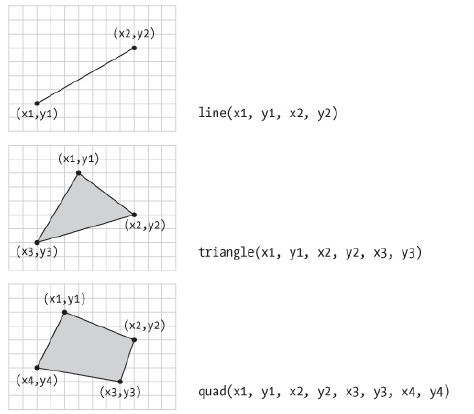 (x2,y2)
(x1,y1)
line(x1, y1, x2, y2)
(x1,y1)
(x2,y2)
(x3,y3)
triangle(x1, y1, x2, y2, x3, y3)
(x1,y1)
(x2,y2)
(x4,y4)
(x3,y3)
quad(x1, y1, x2, y2, x3, y3, x4, y4)